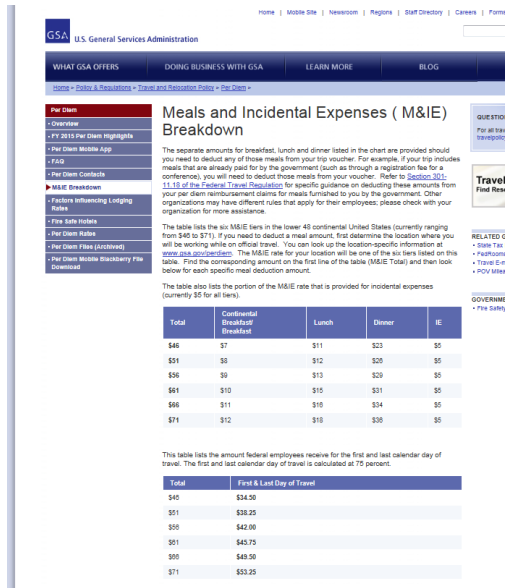 Home | Mobile Site | Newsroom | Regions | Staff Directory | Careers | Forms
GSA U.S. General Services Administration
WHAT GSA OFFERS DOING BUSINESS WITH GSA LEARN MORE BLOG
Home > Policy & Regulations > Travel and Relocation Policy > Per Diem >
Per Diem
Overview
FY 2015 Per Diem Highlights
Per Diem Mobile App
FAQ
Per Diem Contacts
M&IE Breakdown
Factors Influencing Lodging
Rates
Fire Safe Hotels
Per Diem Rates
Per Diem Files (Archived)
Per Diem Mobile Blackberry File
Download
Meals and Incidental Expenses ( M&IE)
Breakdown
The separate amounts for breakfast, lunch and dinner listed in the chart are provided should
you need to deduct any of those meals from your trip voucher. For example, if your trip includes
meals that are already paid for by the government (such as through a registration fee for a
conference), you will need to deduct those meals from your voucher. Refer to Section 301-
11.18 of the Federal Travel Regulation for specific guidance on deducting these amounts from
your per diem reimbursement claims for meals furnished to you by the government. Other
organizations may have different rules that apply for their employees; please check with your
organization for more assistance.
The table lists the six M&IE tiers in the lower 48 continental United States (currently ranging
from $46 to $71). If you need to deduct a meal amount, first determine the location where you
will be working while on official travel. You can look up the location-specific information at
www.gsa.gov/perdiem. The M&IE rate for your location will be one of the six tiers listed on this
table. Find the corresponding amount on the first line of the table (M&IE Total) and then look
below for each specific meal deduction amount.
The table also lists the portion of the M&IE rate that is provided for incidental expenses
(currently $5 for all tiers).
Total Continental Breakfast/ Breakfast Lunch Dinner IE
$46 $7 $11 $23 $5
$51 $8 $12 $26 $5
$56 $9 $13 $29 $5
$61 $10 $15 $31 $5
$66 $11 $16 $34 $5
$71 $12 $18 $36 $5
This table lists the amount federal employees receive for the first and last calendar day of
travel. The first and last calendar day of travel is calculated at 75 percent.
Total First & Last Day of Travel
$46 $34.50
$51 $38.25
$56 $42.00
$61 $45.75
$66 $49.50
$71 $53.25
QUESTIO
For all trav
travelpolic
Travel
Find Res
RELATED G
State Tax
FedRooms
Travel E-m
POV Milea
GOVERNME
Fire Safety